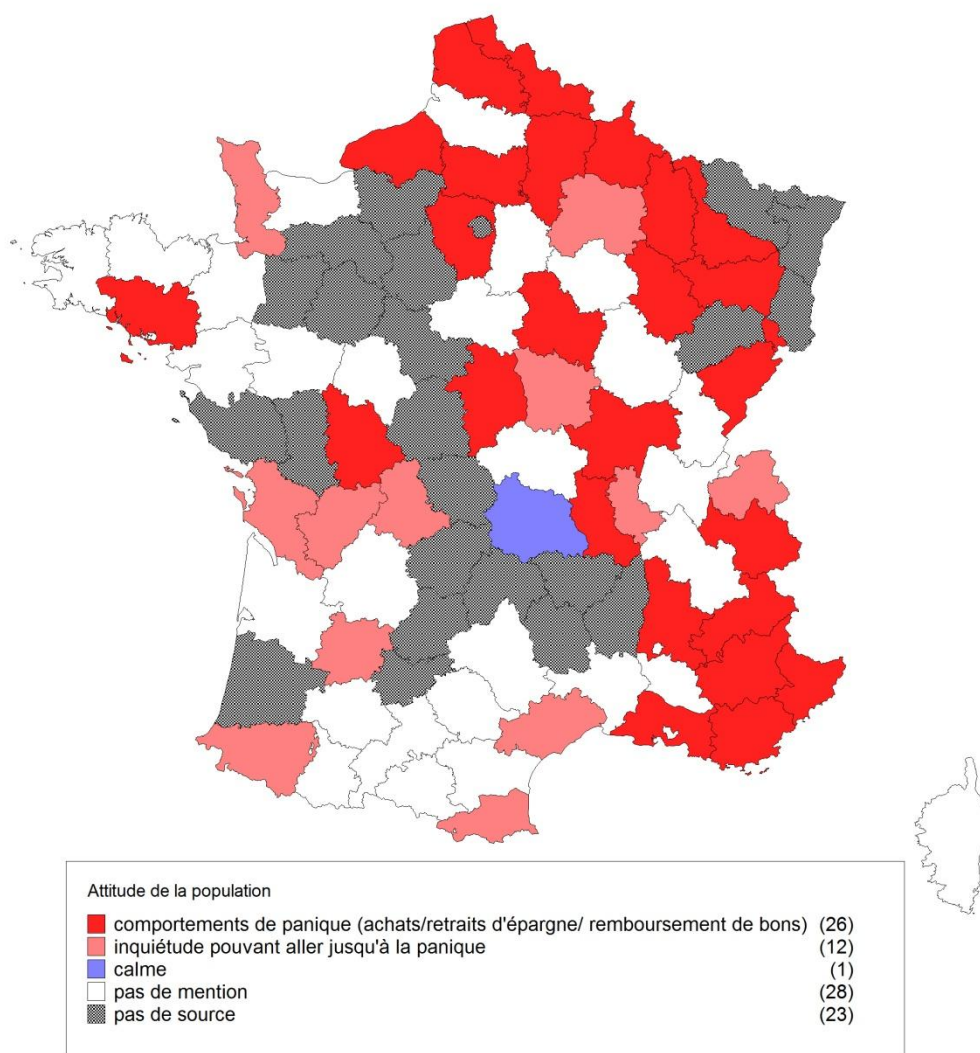 Attitude de la population
comportements de panique (achats/retraits d'épargne/ remboursement de bons) (26)
inquiétude pouvant aller jusqu'à la panique (12)
calme (1)
pas de mention (28)
pas de source (23)